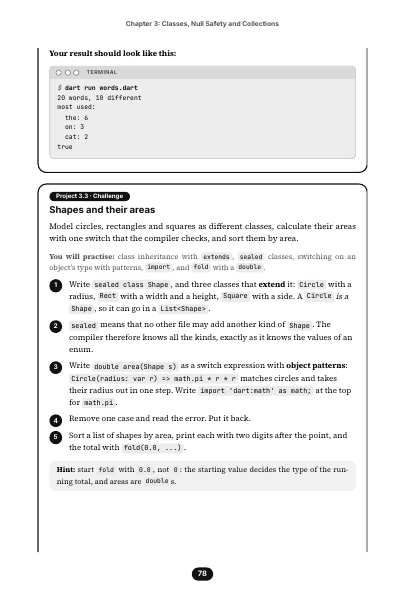 Chapter 3: Classes, Null Safety and Collections
Your result should look like this:
TERMINAL
$ dart run words.dart
20 words, 10 different
most used:
the: 6
on: 3
cat: 2
true
Project 3.3 · Challenge
Shapes and their areas
Model circles, rectangles and squares as different classes, calculate their areas
with one switch that the compiler checks, and sort them by area.
You will practise: class inheritance with extends, sealed classes, switching on an
object's type with patterns, import, and fold with a double.
1 Write sealed class Shape, and three classes that extend it: Circle with a
radius, Rect with a width and a height, Square with a side. A Circle is a
Shape, so it can go in a List<Shape>.
2 sealed means that no other file may add another kind of Shape. The
compiler therefore knows all the kinds, exactly as it knows the values of an
enum.
3 Write double area(Shape s) as a switch expression with object patterns:
Circle(radius: var r) => math.pi * r * r matches circles and takes
their radius out in one step. Write import 'dart:math' as math; at the top
for math.pi.
4 Remove one case and read the error. Put it back.
5 Sort a list of shapes by area, print each with two digits after the point, and
the total with fold(0.0, ...).
Hint: start fold with 0.0, not 0: the starting value decides the type of the run-
ning total, and areas are doubles.
78